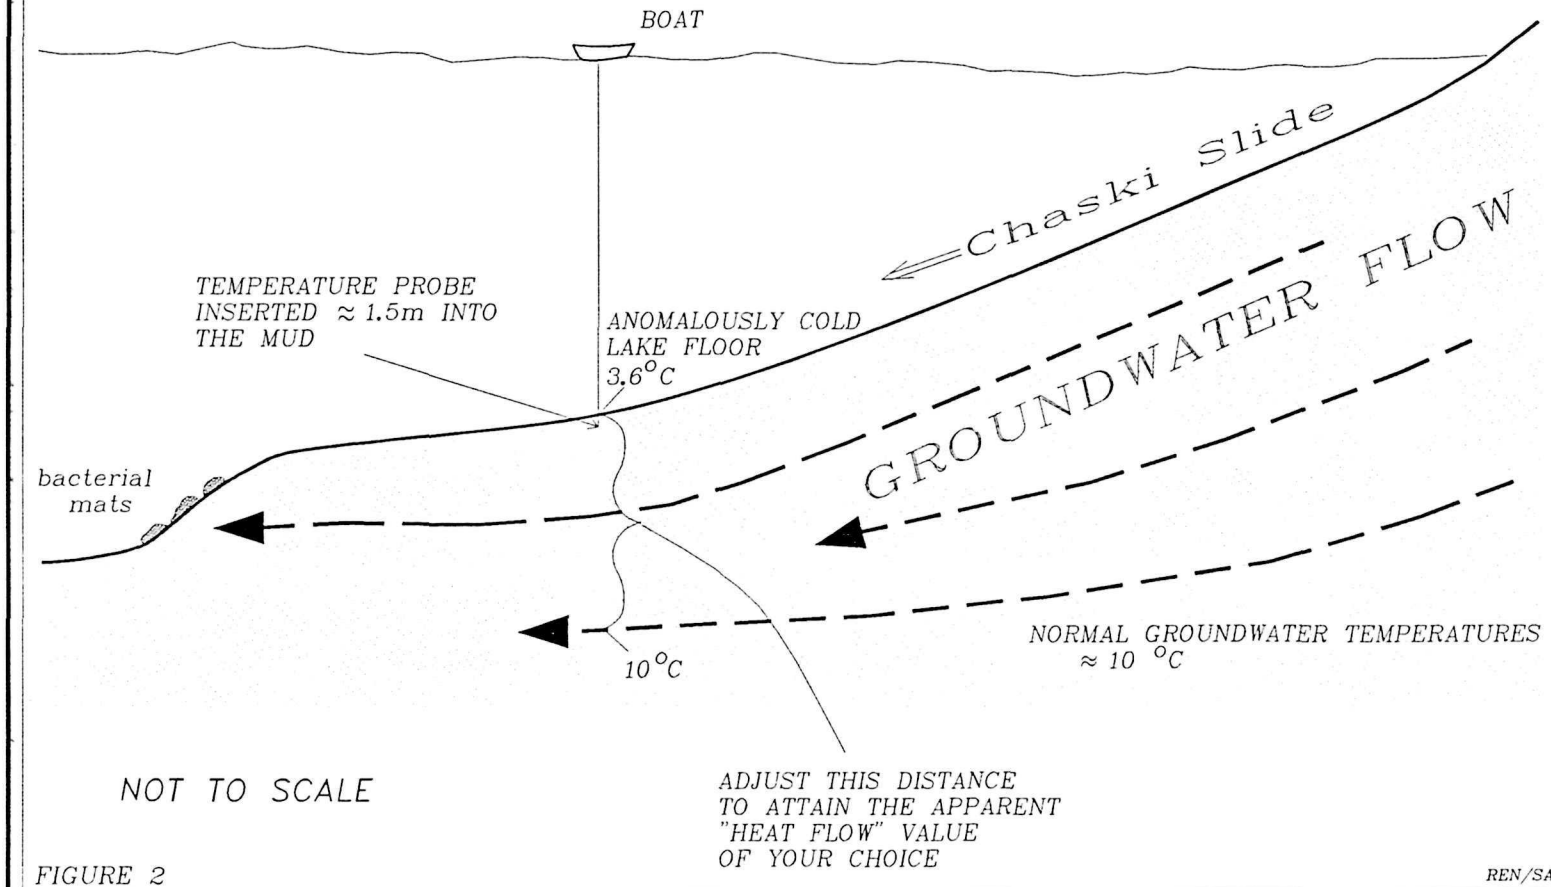 BOAT
Chaski Slide
GROUNDWATER FLOW
TEMPERATURE PROBE
INSERTED ≈ 1.5m INTO
THE MUD
ANOMALOUSLY COLD
LAKE FLOOR
3.6°C
bacterial
mats
10°C
NORMAL GROUNDWATER TEMPERATURES
≈ 10 °C
NOT TO SCALE
ADJUST THIS DISTANCE
TO ATTAIN THE APPARENT
"HEAT FLOW" VALUE
OF YOUR CHOICE
FIGURE 2